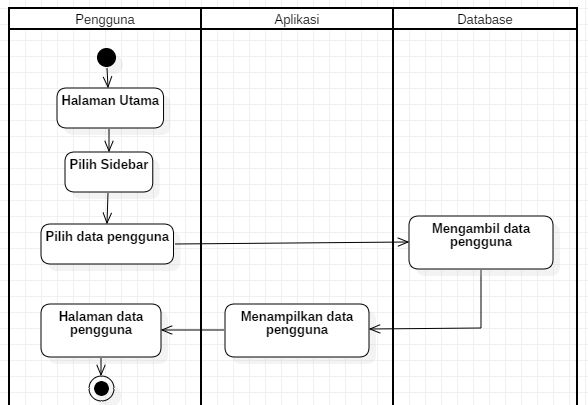 Pengguna
Aplikasi
Database
Halaman Utama
Pilih Sidebar
Pilih data pengguna
Mengambil data
pengguna
Menampilkan data
pengguna
Halaman data
pengguna